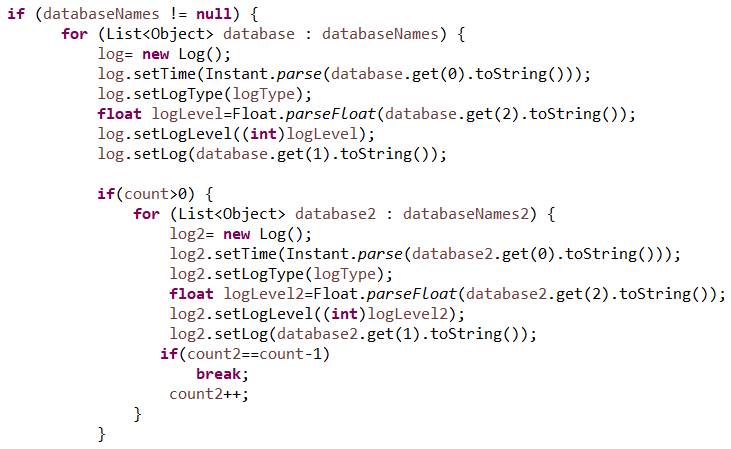 if (databaseNames != null) {
for (List<Object> database : databaseNames) {
log= new Log();
log.setTime(Instant.parse(database.get(0).toString()));
log.setLogType(logType);
float logLevel=Float.parseFloat(database.get(2).toString());
log.setLogLevel((int)logLevel);
log.setLog(database.get(1).toString());
if(count>0) {
for (List<Object> database2 : databaseNames2) {
log2= new Log();
log2.setTime(Instant.parse(database2.get(0).toString()));
log2.setLogType(logType);
float logLevel2=Float.parseFloat(database2.get(2).toString());
log2.setLogLevel((int)logLevel2);
log2.setLog(database2.get(1).toString());
if(count2==count-1)
break;
count2++;
}
}